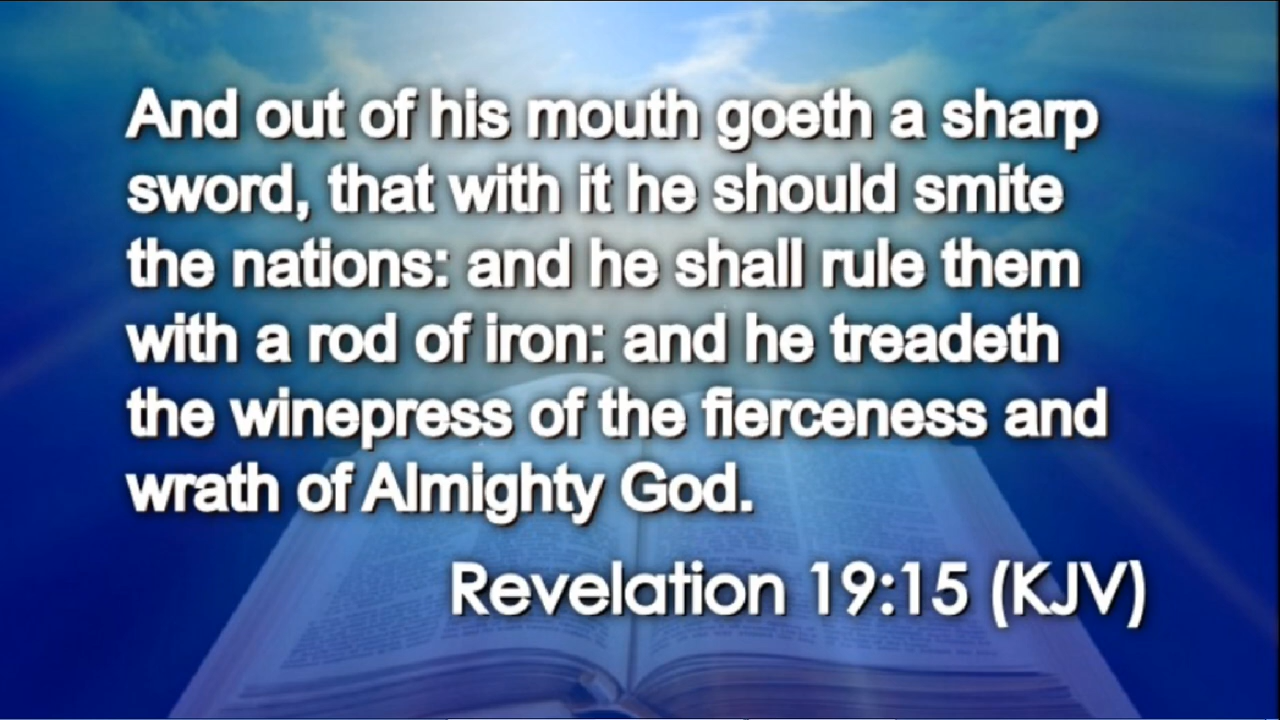 And out of his mouth goeth a sharp
sword, that with it he should smite
the nations: and he shall rule them
with a rod of iron: and he treadeth
the winepress of the fierceness and
wrath of Almighty God.
Revelation 19:15 (KJV)